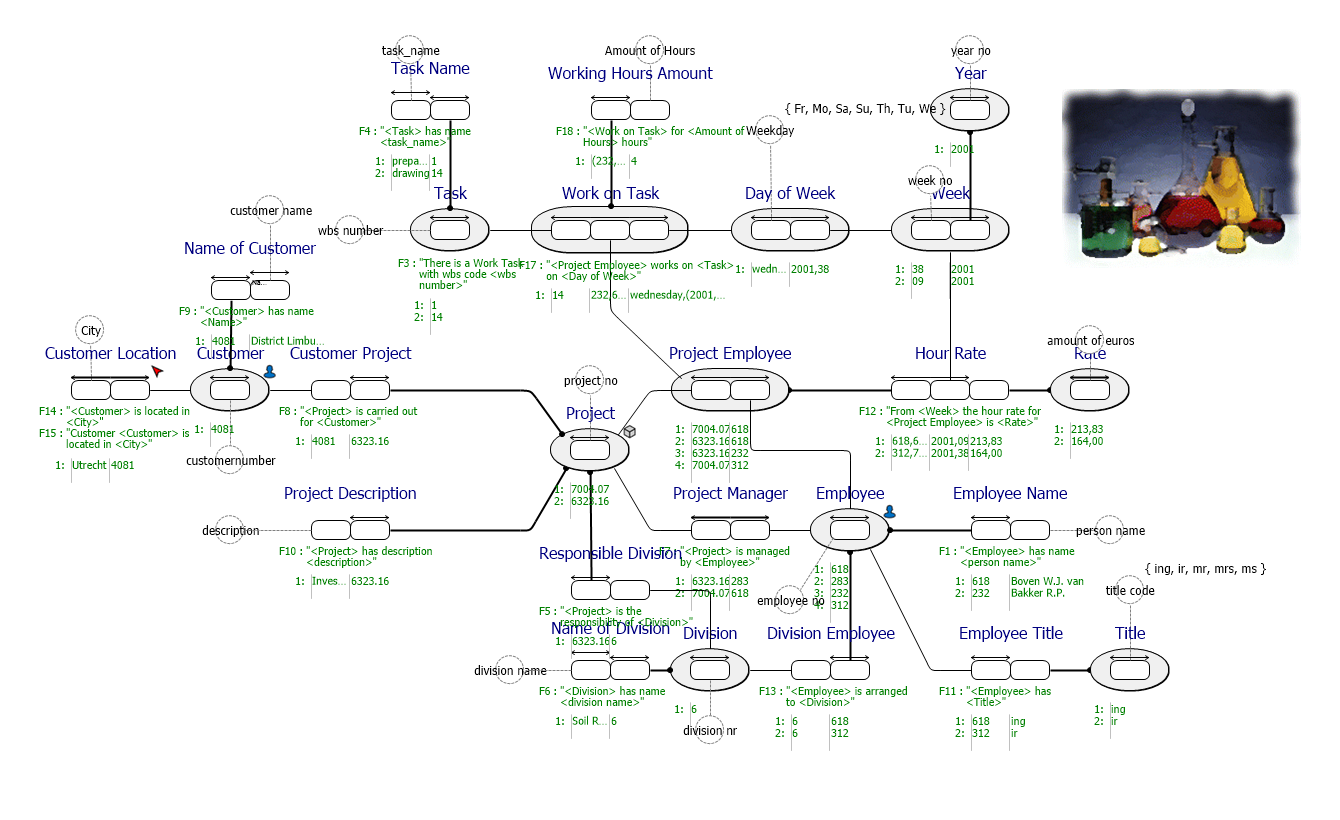 task_name
Task Name
F4 : "<Task> has name
<task_name>"
1: prepa... 1
2: drawing 14
Amount of Hours
Working Hours Amount
F18 : "<Work on Task> for <Amount of
Hours> hours"
1: (232,... 4
{ Fr, Mo, Sa, Su, Th, Tu, We }
Weekday
year no
Year
1: 2001
customer name
Name of Customer
F9 : "<Customer> has name
<Name>"
1: 4081 District Limbu...
wbs number
Task
F3 : "There is a Work Task
with wbs code <wbs
number>"
1: 1
2: 14
Work on Task
F17 : "<Project Employee> works on <Task>
on <Day of Week>"
1: 14 232,6... wednesday,(2001,...
Day of Week
1: wedn... 2001,38
week no
Week
1: 38 2001
2: 09 2001
City
Customer Location
F14 : "<Customer> is located in
<City>"
F15 : "Customer <Customer> is
located in <City>"
1: Utrecht 4081
Customer
1: 4081
customernumber
Customer Project
F8 : "<Project> is carried out
for <Customer>"
1: 4081 6323.16
project no
Project
1: 7004.07
2: 6323.16
Project Employee
1: 7004.07 618
2: 6323.16 618
3: 6323.16 232
4: 7004.07 312
Hour Rate
F12 : "From <Week> the hour rate for
<Project Employee> is <Rate>"
1: 618,6... 2001,09 213,83
2: 312,7... 2001,38 164,00
amount of euros
Rate
1: 213,83
2: 164,00
Project Description
description
F10 : "<Project> has description
<description>"
1: Inves... 6323.16
Project Manager
F7 : "<Project> is managed
by <Employee>"
1: 6323.16 283
2: 7004.07 618
Employee
1: 618
2: 283
3: 232
4: 312
employee no
Employee Name
person name
F1 : "<Employee> has name
<person name>"
1: 618 Boven W.J. van
2: 232 Bakker R.P.
Responsible Division
F5 : "<Project> is the
responsibility of <Division>"
1: 6323.16 6
Name of Division
division name
F6 : "<Division> has name
<division name>"
1: Soil R... 6
Division
1: 6
division nr
Division Employee
F13 : "<Employee> is arranged
to <Division>"
1: 6 618
2: 6 312
Employee Title
F11 : "<Employee> has
<Title>"
1: 618 ing
2: 312 ir
{ ing, ir, mr, mrs, ms }
title code
Title
1: ing
2: ir